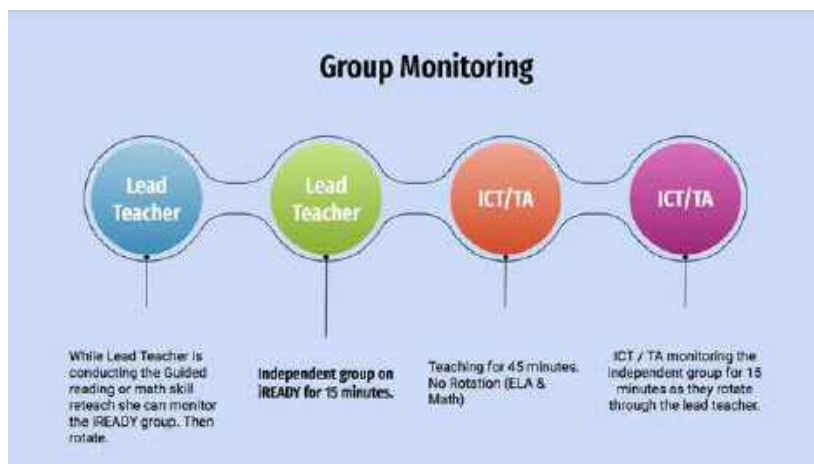 Group Monitoring
Lead
Teacher
Lead
Teacher
ICT/TA
ICT/TA
While Lead Teacher is
conducting the Guided
reading or math skill
reteach she can monitor
the iREADY group. Then
rotate.
Independent group on
iREADY for 15 minutes.
Teaching for 45 minutes.
No Rotation (ELA &
Math)
ICT / TA monitoring the
independent group for 15
minutes as they rotate
through the lead teacher.